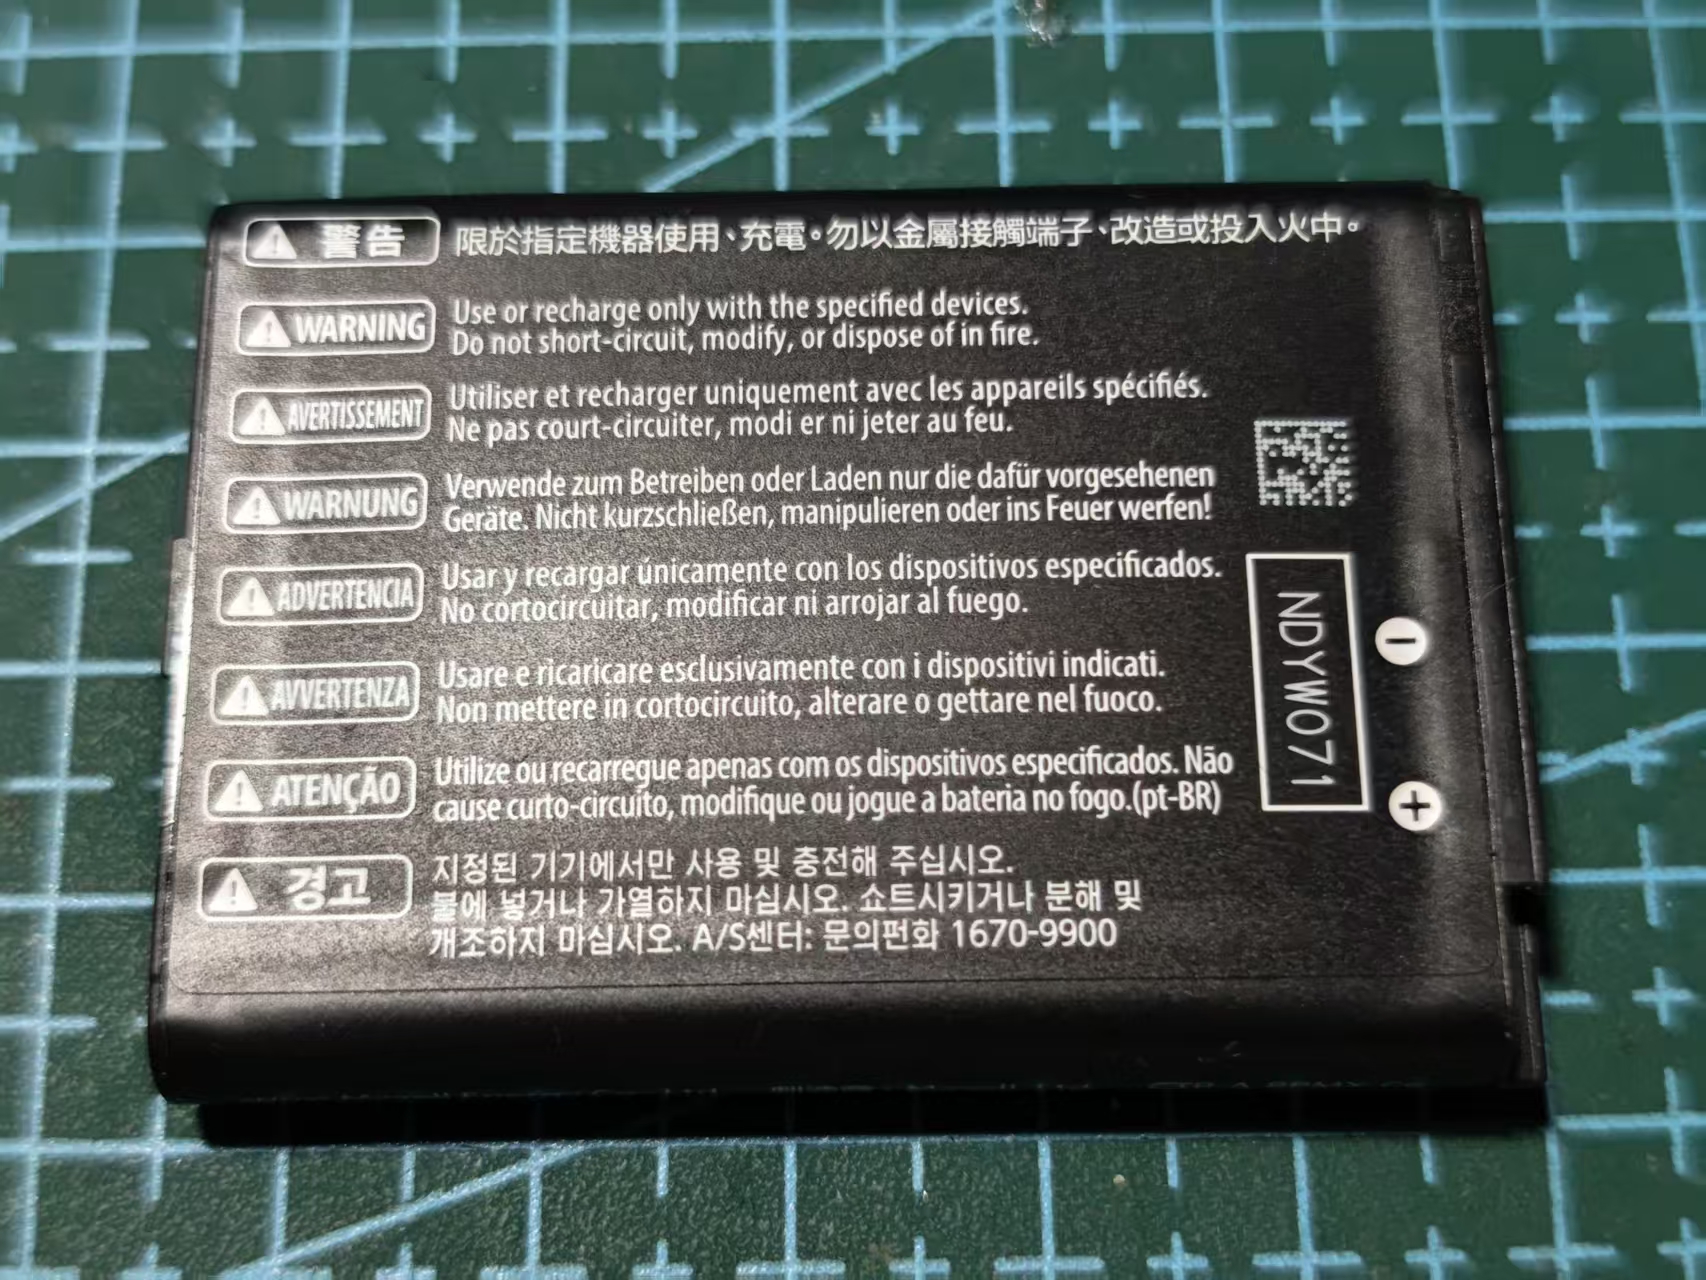 警告 限於指定機器使用、充電。勿以金屬接觸端子、改造或投入火中。
WARNING Use or recharge only with the specified devices.
Do not short-circuit, modify, or dispose of in fire.
AVERTISSEMENT Utiliser et recharger uniquement avec les appareils spécifiés.
Ne pas court-circuiter, modi er ni jeter au feu.
WARNUNG Verwende zum Betreiben oder Laden nur die dafür vorgesehenen
Geräte. Nicht kurzschließen, manipulieren oder ins Feuer werfen!
ADVERTENCIA Usar y recargar únicamente con los dispositivos especificados.
No cortocircuitar, modificar ni arrojar al fuego.
AVVERTENZA Usare e ricaricare esclusivamente con i dispositivi indicati.
Non mettere in cortocircuito, alterare o gettare nel fuoco.
ATENÇÃO Utilize ou recarregue apenas com os dispositivos especificados. Não
cause curto-circuito, modifique ou jogue a bateria no fogo.(pt-BR)
경고 지정된 기기에서만 사용 및 충전해 주십시오.
불에 넣거나 가열하지 마십시오. 쇼트시키거나 분해 및
개조하지 마십시오. A/S센터: 문의전화 1670-9900
NDYW071